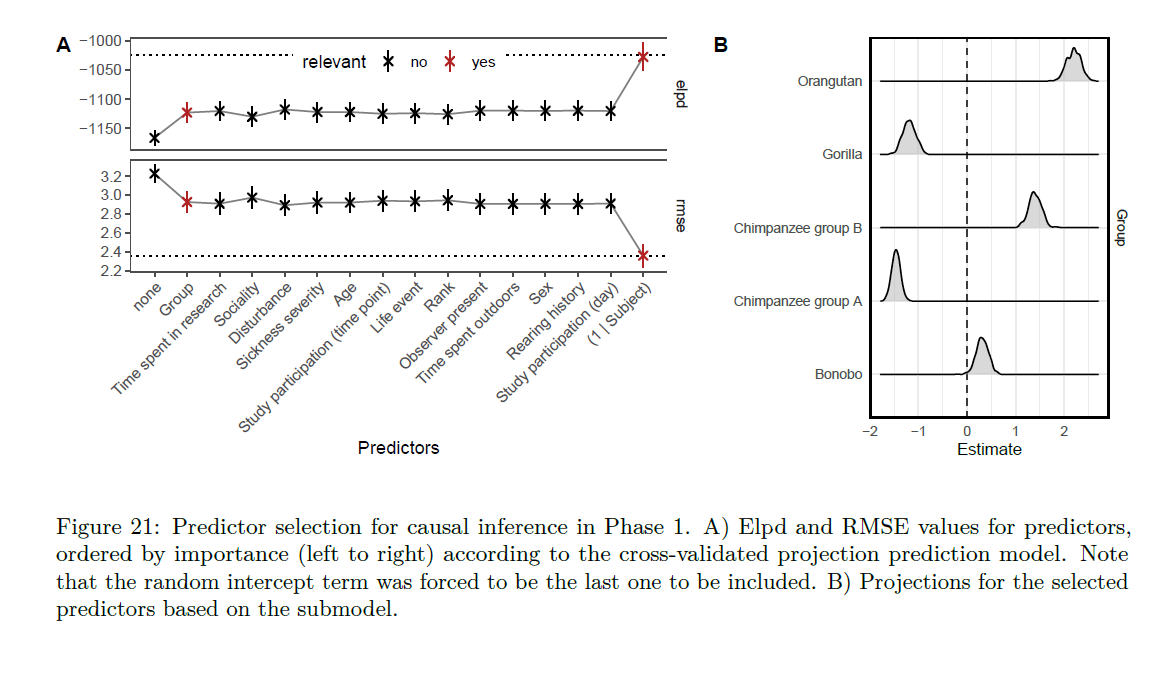 A
−1000
−1050
−1100
−1150
relevant no yes
elpd
3.2
3.0
2.8
2.6
2.4
2.2
rmse
none
Group
Time spent in research
Sociality
Disturbance
Sickness severity
Age
Study participation (time point)
Life event
Rank
Observer present
Time spent outdoors
Sex
Rearing history
Study participation (day)
(1 | Subject)
Predictors
B
Orangutan
Gorilla
Chimpanzee group B
Chimpanzee group A
Bonobo
Group
−2 −1 0 1 2
Estimate
Figure 21: Predictor selection for causal inference in Phase 1. A) Elpd and RMSE values for predictors,
ordered by importance (left to right) according to the cross-validated projection prediction model. Note
that the random intercept term was forced to be the last one to be included. B) Projections for the selected
predictors based on the submodel.